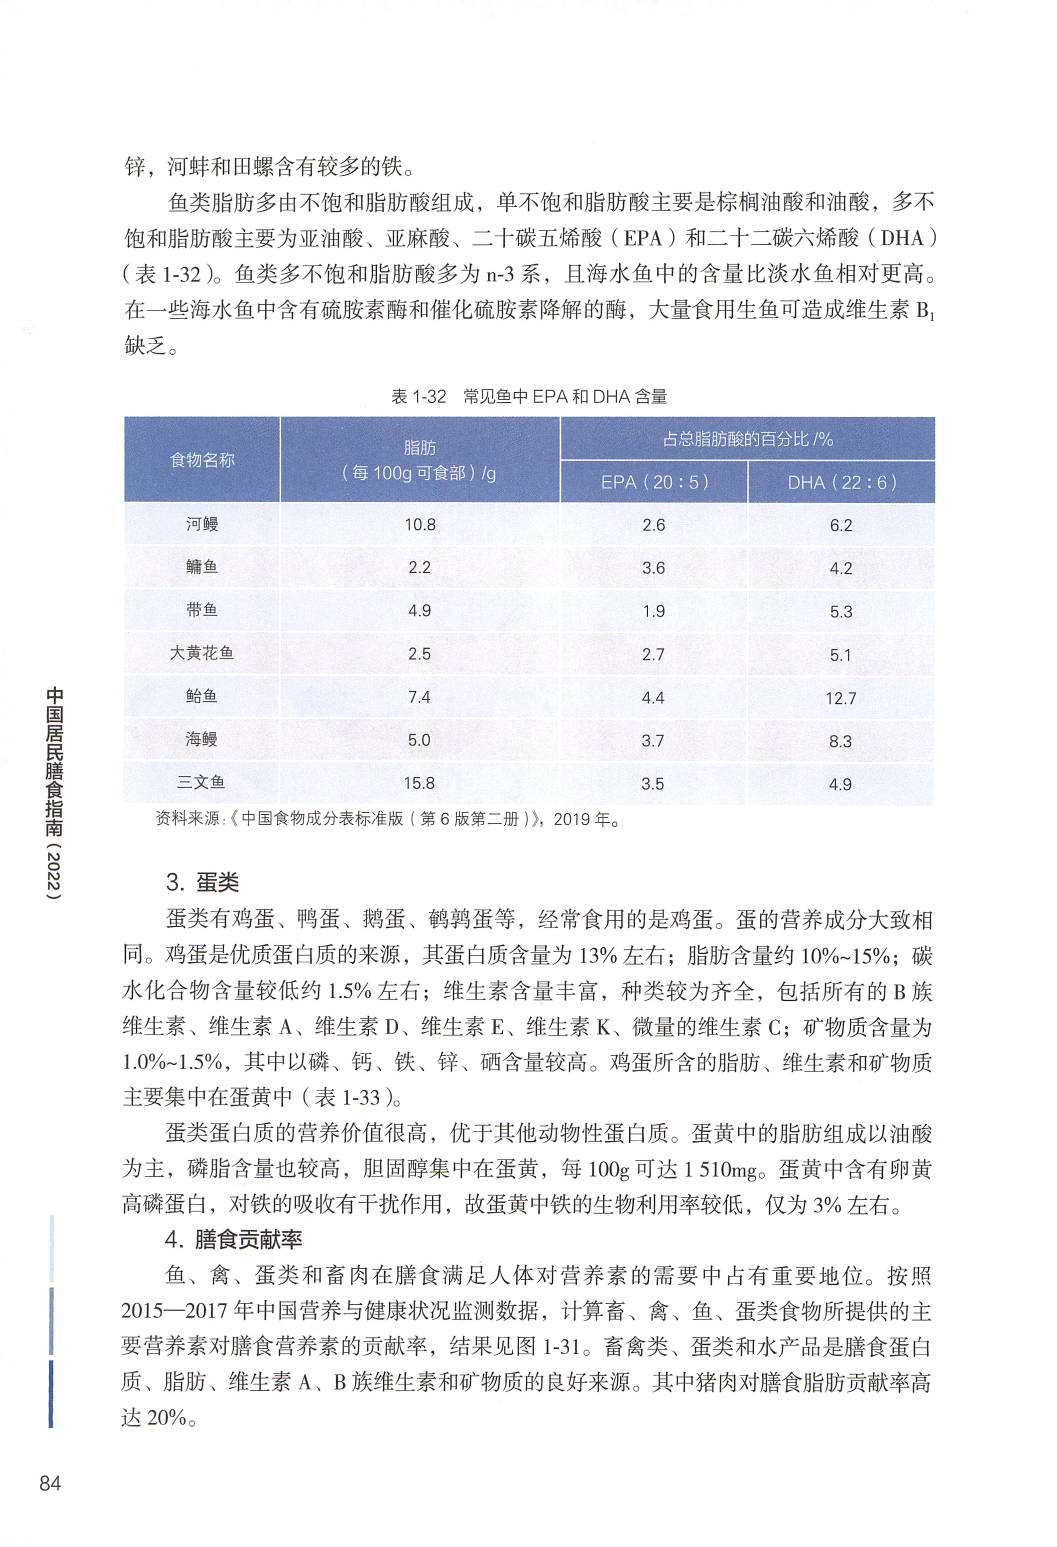 锌，河蚌和田螺含有较多的铁。
鱼类脂肪多由不饱和脂肪酸组成，单不饱和脂肪酸主要是棕榈油酸和油酸，多不
饱和脂肪酸主要为亚油酸、亚麻酸、二十碳五烯酸（EPA）和二十二碳六烯酸（DHA）
（表 1-32）。鱼类多不饱和脂肪酸多为 n-3 系，且海水鱼中的含量比淡水鱼相对更高。
在一些海水鱼中含有硫胺素酶和催化硫胺素降解的酶，大量食用生鱼可造成维生素 B₁
缺乏。
表 1-32 常见鱼中 EPA 和 DHA 含量
食物名称 脂肪（每 100g 可食部）/g 占总脂肪酸的百分比 /%
EPA（20：5） DHA（22：6）
河鳗 10.8 2.6 6.2
鳙鱼 2.2 3.6 4.2
带鱼 4.9 1.9 5.3
大黄花鱼 2.5 2.7 5.1
鲐鱼 7.4 4.4 12.7
海鳗 5.0 3.7 8.3
三文鱼 15.8 3.5 4.9
资料来源：《中国食物成分表标准版（第 6 版第二册）》，2019 年。
3. 蛋类
蛋类有鸡蛋、鸭蛋、鹅蛋、鹌鹑蛋等，经常食用的是鸡蛋。蛋的营养成分大致相
同。鸡蛋是优质蛋白质的来源，其蛋白质含量为 13% 左右；脂肪含量约 10%~15%；碳
水化合物含量较低约 1.5% 左右；维生素含量丰富，种类较为齐全，包括所有的 B 族
维生素、维生素 A、维生素 D、维生素 E、维生素 K、微量的维生素 C；矿物质含量为
1.0%~1.5%，其中以磷、钙、铁、锌、硒含量较高。鸡蛋所含的脂肪、维生素和矿物质
主要集中在蛋黄中（表 1-33）。
蛋类蛋白质的营养价值很高，优于其他动物性蛋白质。蛋黄中的脂肪组成以油酸
为主，磷脂含量也较高，胆固醇集中在蛋黄，每 100g 可达 1 510mg。蛋黄中含有卵黄
高磷蛋白，对铁的吸收有干扰作用，故蛋黄中铁的生物利用率较低，仅为 3% 左右。
4. 膳食贡献率
鱼、禽、蛋类和畜肉在膳食满足人体对营养素的需要中占有重要地位。按照
2015—2017 年中国营养与健康状况监测数据，计算畜、禽、鱼、蛋类食物所提供的主
要营养素对膳食营养素的贡献率，结果见图 1-31。畜禽类、蛋类和水产品是膳食蛋白
质、脂肪、维生素 A、B 族维生素和矿物质的良好来源。其中猪肉对膳食脂肪贡献率高
达 20%。
中国居民膳食指南（2022）
84